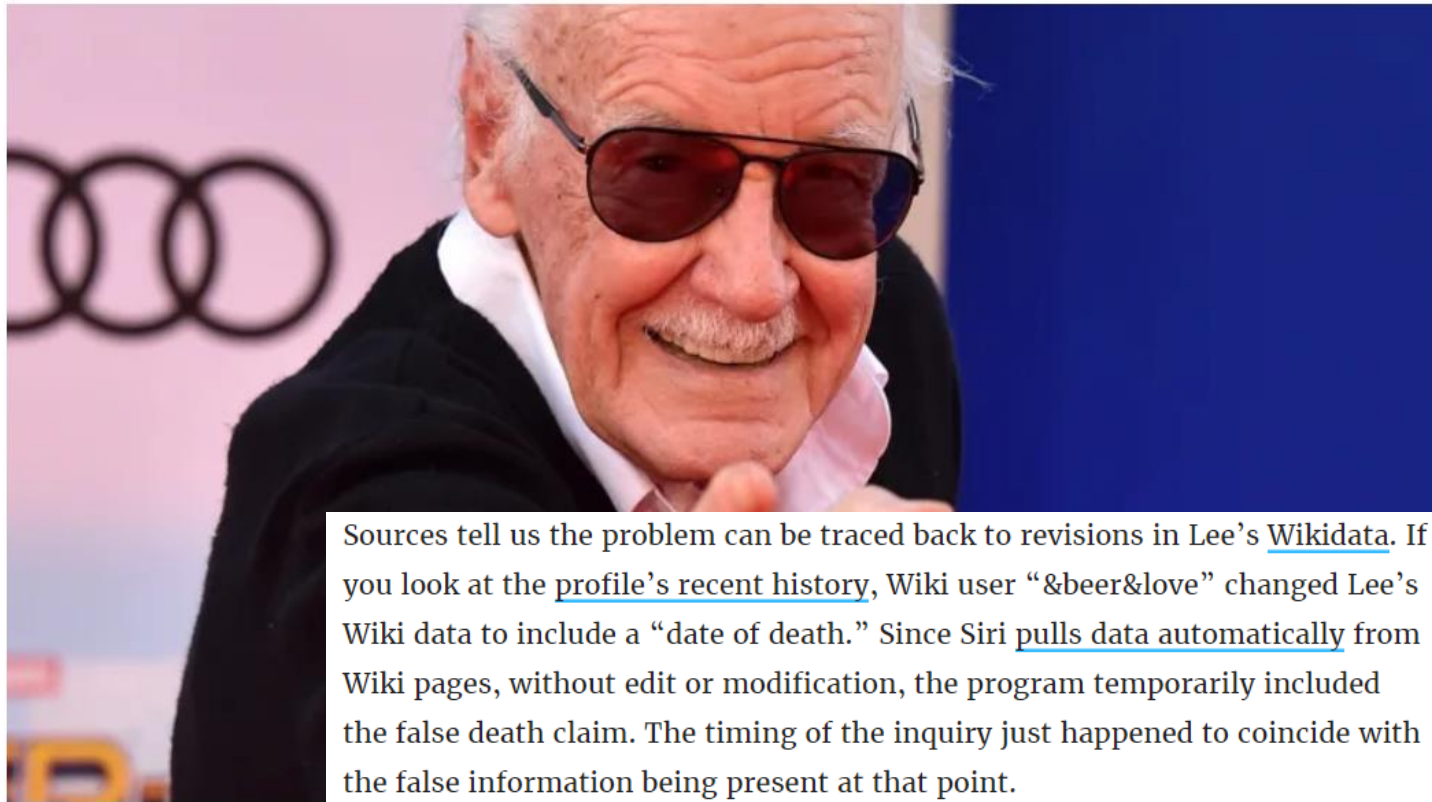 Sources tell us the problem can be traced back to revisions in Lee’s Wikidata. If
you look at the profile’s recent history, Wiki user “&beer&love” changed Lee’s
Wiki data to include a “date of death.” Since Siri pulls data automatically from
Wiki pages, without edit or modification, the program temporarily included
the false death claim. The timing of the inquiry just happened to coincide with
the false information being present at that point.